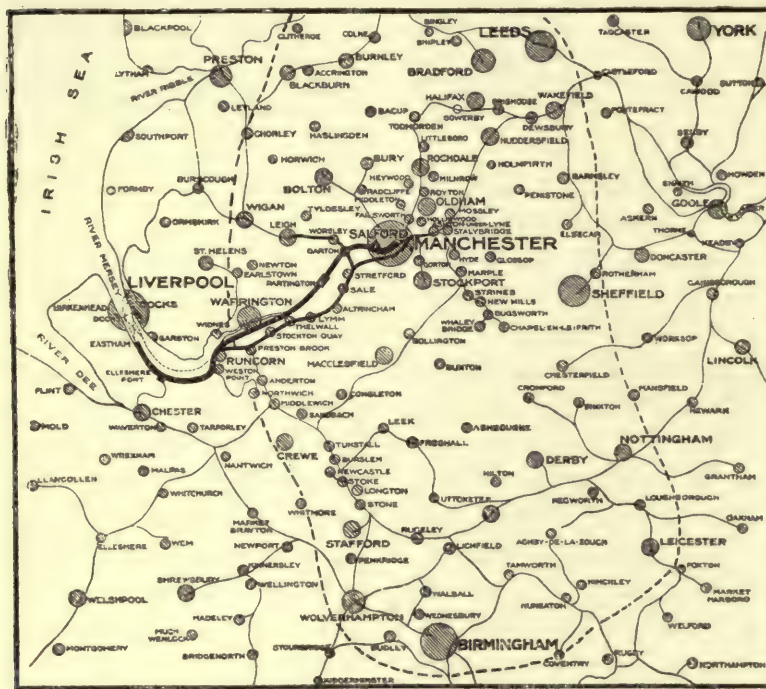 BLACKPOOL
CLITHEROE
COLNE
BINGLEY
SHIPLEY
LEEDS
TADCASTER
YORK
BURNLEY
LYTHAM
PRESTON
ACCRINGTON
BLACKBURN
BRADFORD
CASTLEFORD
CAWOOD
SUTTON
IRISH SEA
RIVER RIBBLE
LEYLAND
BACUP
HALIFAX
SOWERBY
BRIGHOUSE
WAKEFIELD
PONTEFRACT
TODMORDEN
DEWSBURY
SOUTHPORT
CHORLEY
HASLINGDEN
LITTLEBORO
HUDDERSFIELD
SELBY
HORWICH
BURY
ROCHDALE
HOLMFIRTH
BURSCOUGH
BOLTON
HEYWOOD
MILNROW
BARNSLEY
SNAITH
HOWDEN
FORMBY
RADCLIFFE
ROYTON
PENISTONE
GOOLE
WIGAN
TYLDESLEY
MIDDLETON
OLDHAM
ASKERN
ORMSKIRK
FAILSWORTH
MOSSLEY
LEIGH
WORSLEY
SALFORD
STALYBRIDGE
ELSECAR
THORNE
KEADBY
ST. HELENS
BARTON
MANCHESTER
RIVER MERSEY
NEWTON
EARLSTOWN
GORTON
HYDE
GLOSSOP
DONCASTER
LIVERPOOL
STRETFORD
MARPLE
ROTHERHAM
PARTINGTON
SALE
STOCKPORT
GAINSBOROUGH
BIRKENHEAD
DOCKS
WARRINGTON
STRINES
NEW MILLS
SHEFFIELD
ALTRINCHAM
BUGSWORTH
WIDNES
LYMM
WHALEY
BRIDGE
CHAPEL-EN-LE-FRITH
EASTHAM
GARSTON
THELWALL
STOCKTON QUAY
BOLLINGTON
WORKSOP
PRESTON BROOK
RIVER DEE
RUNCORN
MACCLESFIELD
LINCOLN
ELLESMERE
PORT
WESTON
POINT
BUXTON
CHESTERFIELD
ANDERTON
FLINT
NORTHWICH
CONGLETON
CROMFORD
MANSFIELD
CHESTER
MIDDLEWICH
NEWARK
MOLD
WAVERTON
TARPORLEY
SANDBACH
LEEK
ASHBOURNE
TUNSTALL
FROGHALL
NOTTINGHAM
WREXHAM
CREWE
BURSLEM
DERBY
NANTWICH
NEWCASTLE
HILTON
GRANTHAM
LLANGOLLEN
MALPAS
STOKE
LONGTON
WHITCHURCH
UTTOXETER
KEGWORTH
LOUGHBOROUGH
WHITMORE
STONE
MARKET
DRAYTON
OAKHAM
RUGELEY
ELLESMERE
WEM
STAFFORD
ASHBY-DE-LA-ZOUCH
LEICESTER
NEWPORT
LICHFIELD
PENKRIDGE
TAMWORTH
FOXTON
SHREWSBURY
WELLINGTON
HINCKLEY
MARKET
HARBORO
WELSHPOOL
WALSALL
NUNEATON
MADELEY
WOLVERHAMPTON
WEDNESBURY
WELFORD
MUCH
WENLOCK
BIRMINGHAM
MONTGOMERY
BRIDGENORTH
STOURBRIDGE
DUDLEY
COVENTRY
RUGBY
NORTHAMPTON
KIDDERMINSTER